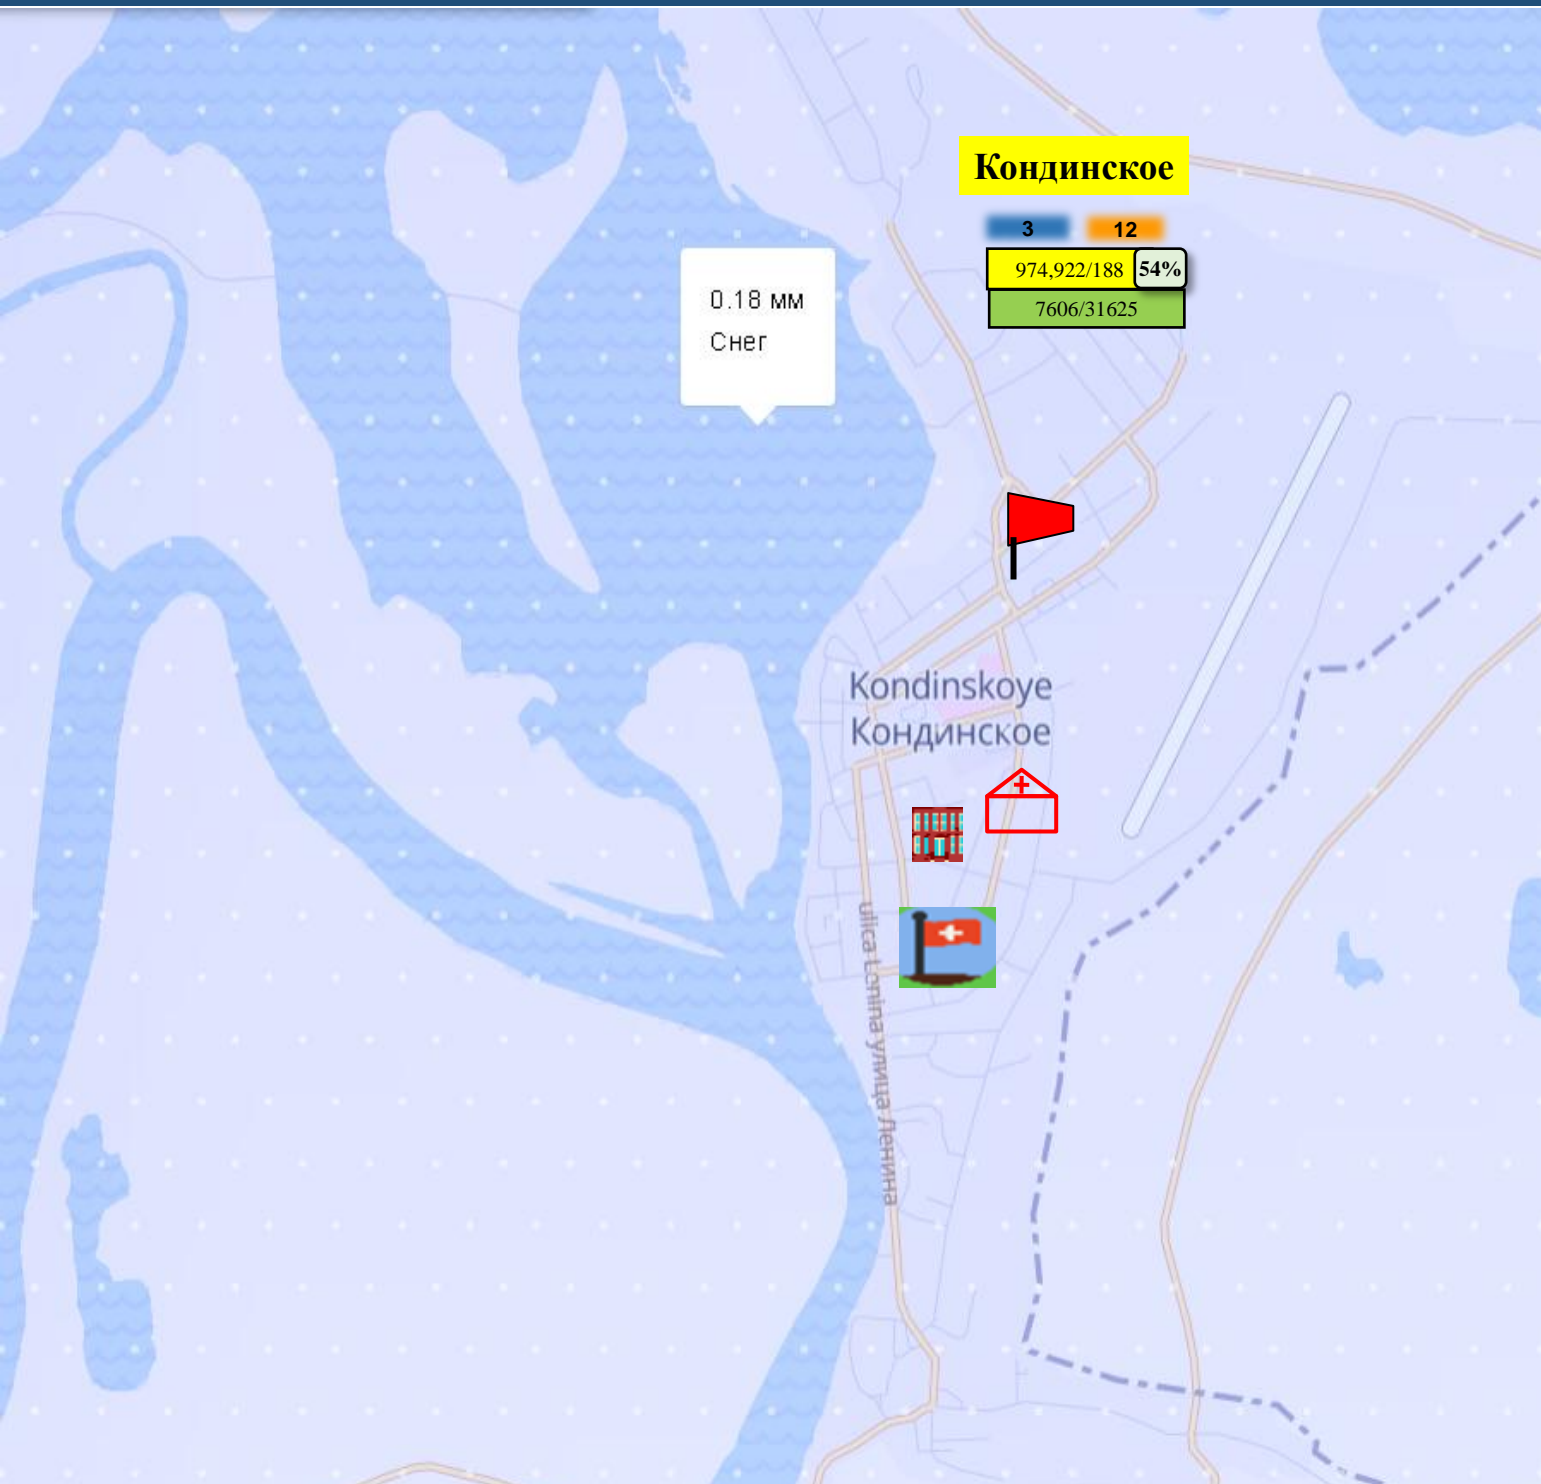 Кондинское
3 12
974,922/188 54%
7606/31625
0.18 мм
Снег
Kondinskoye
Кондинское
ulica Lenina улица Ленина